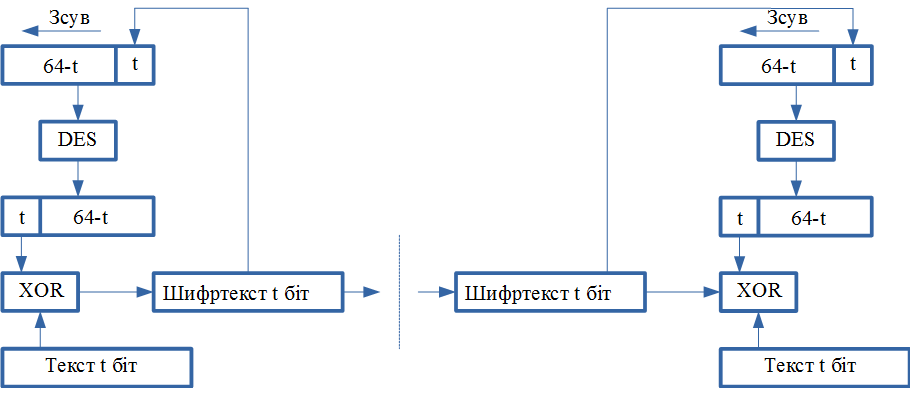 Зсув
64-t
t
DES
t
64-t
XOR
Шифртекст t біт
Текст t біт
Зсув
64-t
t
DES
t
64-t
Шифртекст t біт
XOR
Текст t біт